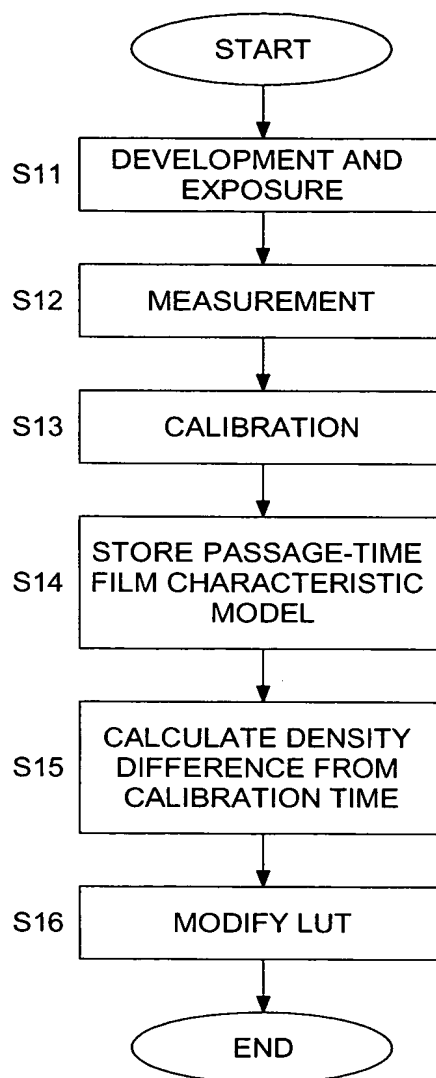 START
S11
DEVELOPMENT AND
EXPOSURE
S12
MEASUREMENT
S13
CALIBRATION
S14
STORE PASSAGE-TIME
FILM CHARACTERISTIC
MODEL
S15
CALCULATE DENSITY
DIFFERENCE FROM
CALIBRATION TIME
S16
MODIFY LUT
END